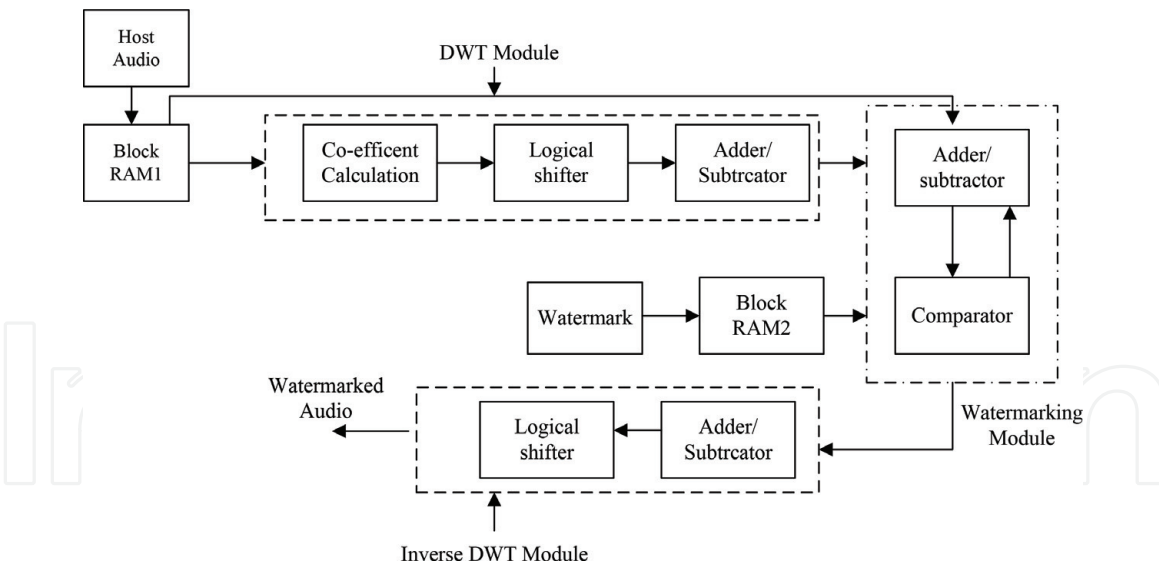 Host
Audio
DWT Module
Block
RAM1
Co-efficent
Calculation
Logical
shifter
Adder/
Subtrcator
Adder/
subtractor
Watermark
Block
RAM2
Comparator
Watermarked
Audio
Logical
shifter
Adder/
Subtrcator
Watermarking
Module
Inverse DWT Module